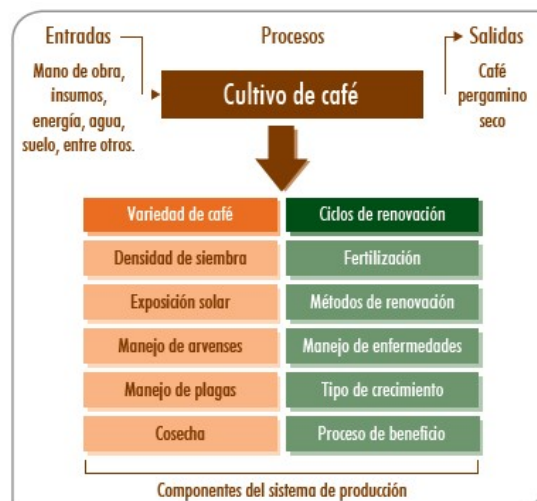 Entradas
Procesos
Salidas
Mano de obra,
insumos,
energía, agua,
suelo, entre otros.
Cultivo de café
Café
pergamino
seco
Variedad de café
Ciclos de renovación
Densidad de siembra
Fertilización
Exposición solar
Métodos de renovación
Manejo de arvenses
Manejo de enfermedades
Manejo de plagas
Tipo de crecimiento
Cosecha
Proceso de beneficio
Componentes del sistema de producción